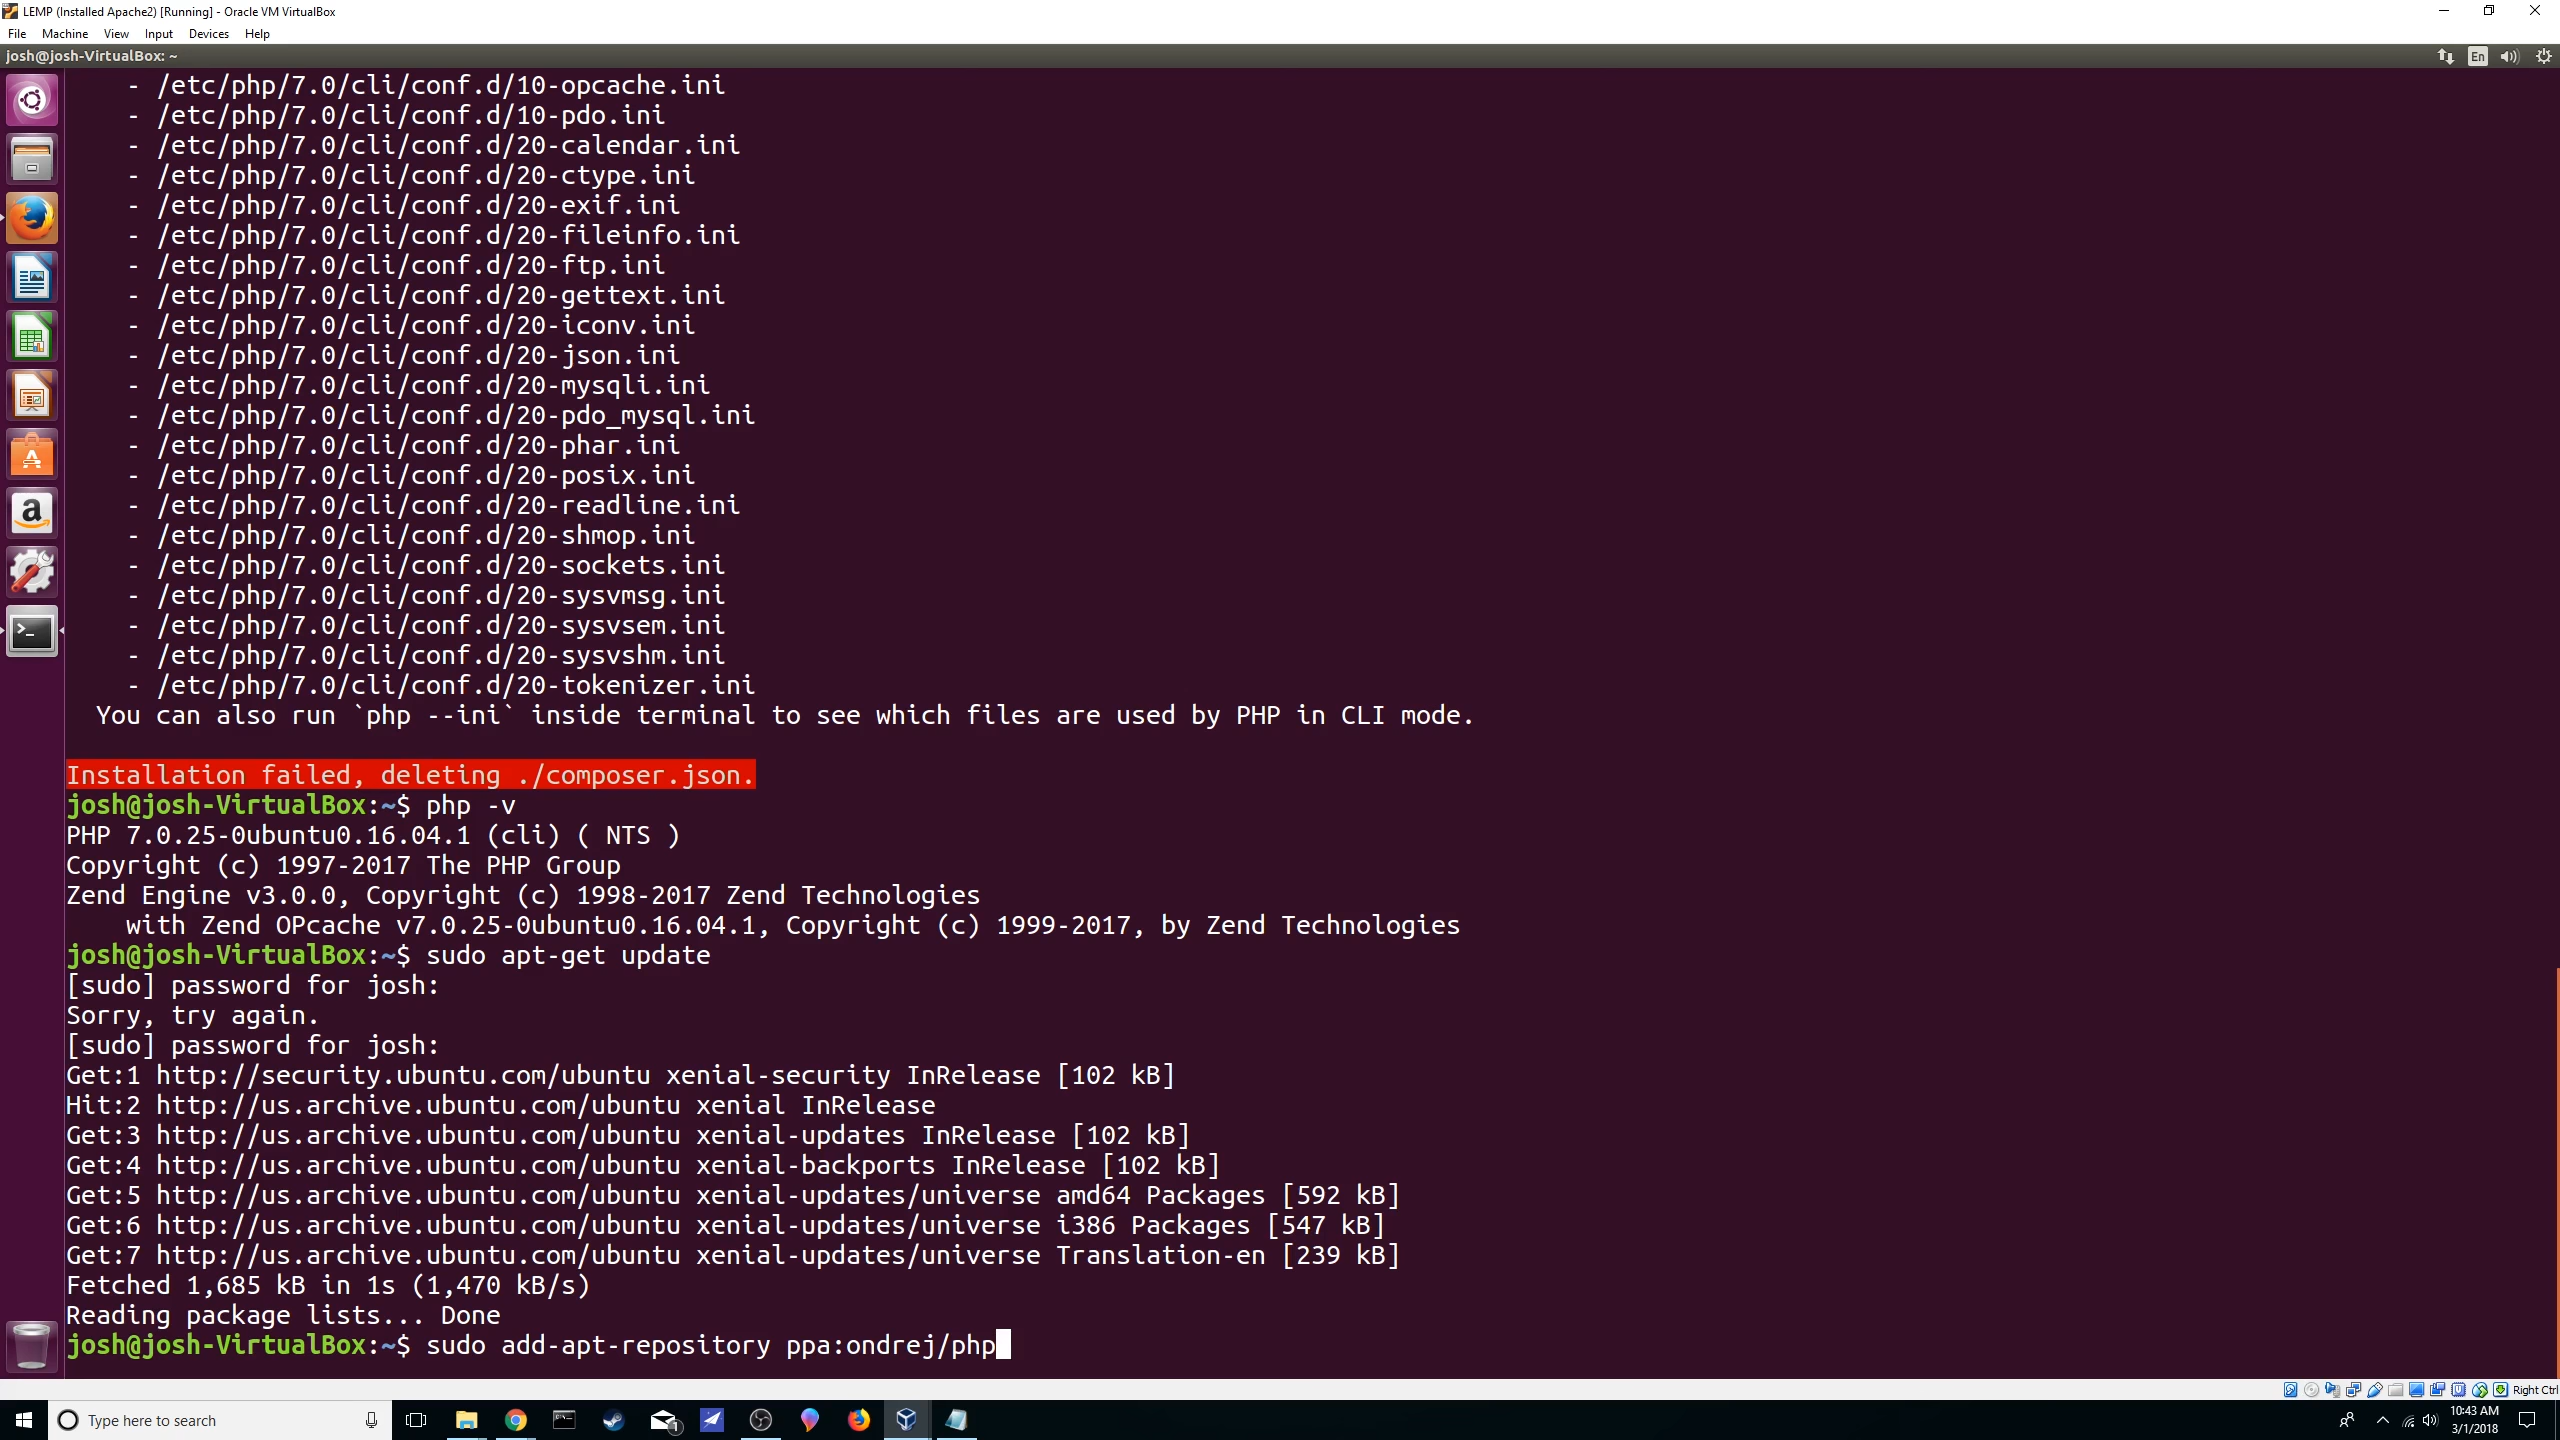 LEMP (Installed Apache2) [Running] - Oracle VM VirtualBox
File Machine View Input Devices Help
josh@josh-VirtualBox: ~
En
- /etc/php/7.0/cli/conf.d/10-opcache.ini
- /etc/php/7.0/cli/conf.d/10-pdo.ini
- /etc/php/7.0/cli/conf.d/20-calendar.ini
- /etc/php/7.0/cli/conf.d/20-ctype.ini
- /etc/php/7.0/cli/conf.d/20-exif.ini
- /etc/php/7.0/cli/conf.d/20-fileinfo.ini
- /etc/php/7.0/cli/conf.d/20-ftp.ini
- /etc/php/7.0/cli/conf.d/20-gettext.ini
- /etc/php/7.0/cli/conf.d/20-iconv.ini
- /etc/php/7.0/cli/conf.d/20-json.ini
- /etc/php/7.0/cli/conf.d/20-mysqli.ini
- /etc/php/7.0/cli/conf.d/20-pdo_mysql.ini
- /etc/php/7.0/cli/conf.d/20-phar.ini
- /etc/php/7.0/cli/conf.d/20-posix.ini
- /etc/php/7.0/cli/conf.d/20-readline.ini
- /etc/php/7.0/cli/conf.d/20-shmop.ini
- /etc/php/7.0/cli/conf.d/20-sockets.ini
- /etc/php/7.0/cli/conf.d/20-sysvmsg.ini
- /etc/php/7.0/cli/conf.d/20-sysvsem.ini
- /etc/php/7.0/cli/conf.d/20-sysvshm.ini
- /etc/php/7.0/cli/conf.d/20-tokenizer.ini
You can also run `php --ini` inside terminal to see which files are used by PHP in CLI mode.
Installation failed, deleting ./composer.json.
josh@josh-VirtualBox:~$ php -v
PHP 7.0.25-0ubuntu0.16.04.1 (cli) ( NTS )
Copyright (c) 1997-2017 The PHP Group
Zend Engine v3.0.0, Copyright (c) 1998-2017 Zend Technologies
with Zend OPcache v7.0.25-0ubuntu0.16.04.1, Copyright (c) 1999-2017, by Zend Technologies
josh@josh-VirtualBox:~$ sudo apt-get update
[sudo] password for josh:
Sorry, try again.
[sudo] password for josh:
Get:1 http://security.ubuntu.com/ubuntu xenial-security InRelease [102 kB]
Hit:2 http://us.archive.ubuntu.com/ubuntu xenial InRelease
Get:3 http://us.archive.ubuntu.com/ubuntu xenial-updates InRelease [102 kB]
Get:4 http://us.archive.ubuntu.com/ubuntu xenial-backports InRelease [102 kB]
Get:5 http://us.archive.ubuntu.com/ubuntu xenial-updates/universe amd64 Packages [592 kB]
Get:6 http://us.archive.ubuntu.com/ubuntu xenial-updates/universe i386 Packages [547 kB]
Get:7 http://us.archive.ubuntu.com/ubuntu xenial-updates/universe Translation-en [239 kB]
Fetched 1,685 kB in 1s (1,470 kB/s)
Reading package lists... Done
josh@josh-VirtualBox:~$ sudo add-apt-repository ppa:ondrej/php
Right Ctrl
Type here to search
1
10:43 AM
3/1/2018